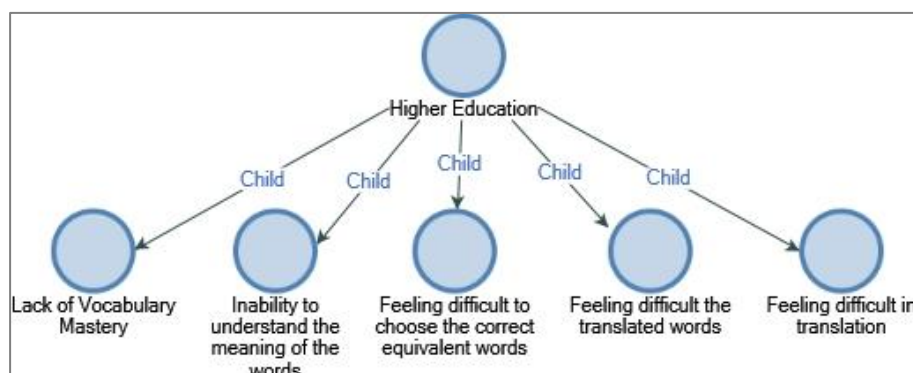 Higher Education
Child
Child
Child
Child
Child
Lack of Vocabulary
Mastery
Inability to
understand the
meaning of the
words
Feeling difficult to
choose the correct
equivalent words
Feeling difficult the
translated words
Feeling difficult in
translation